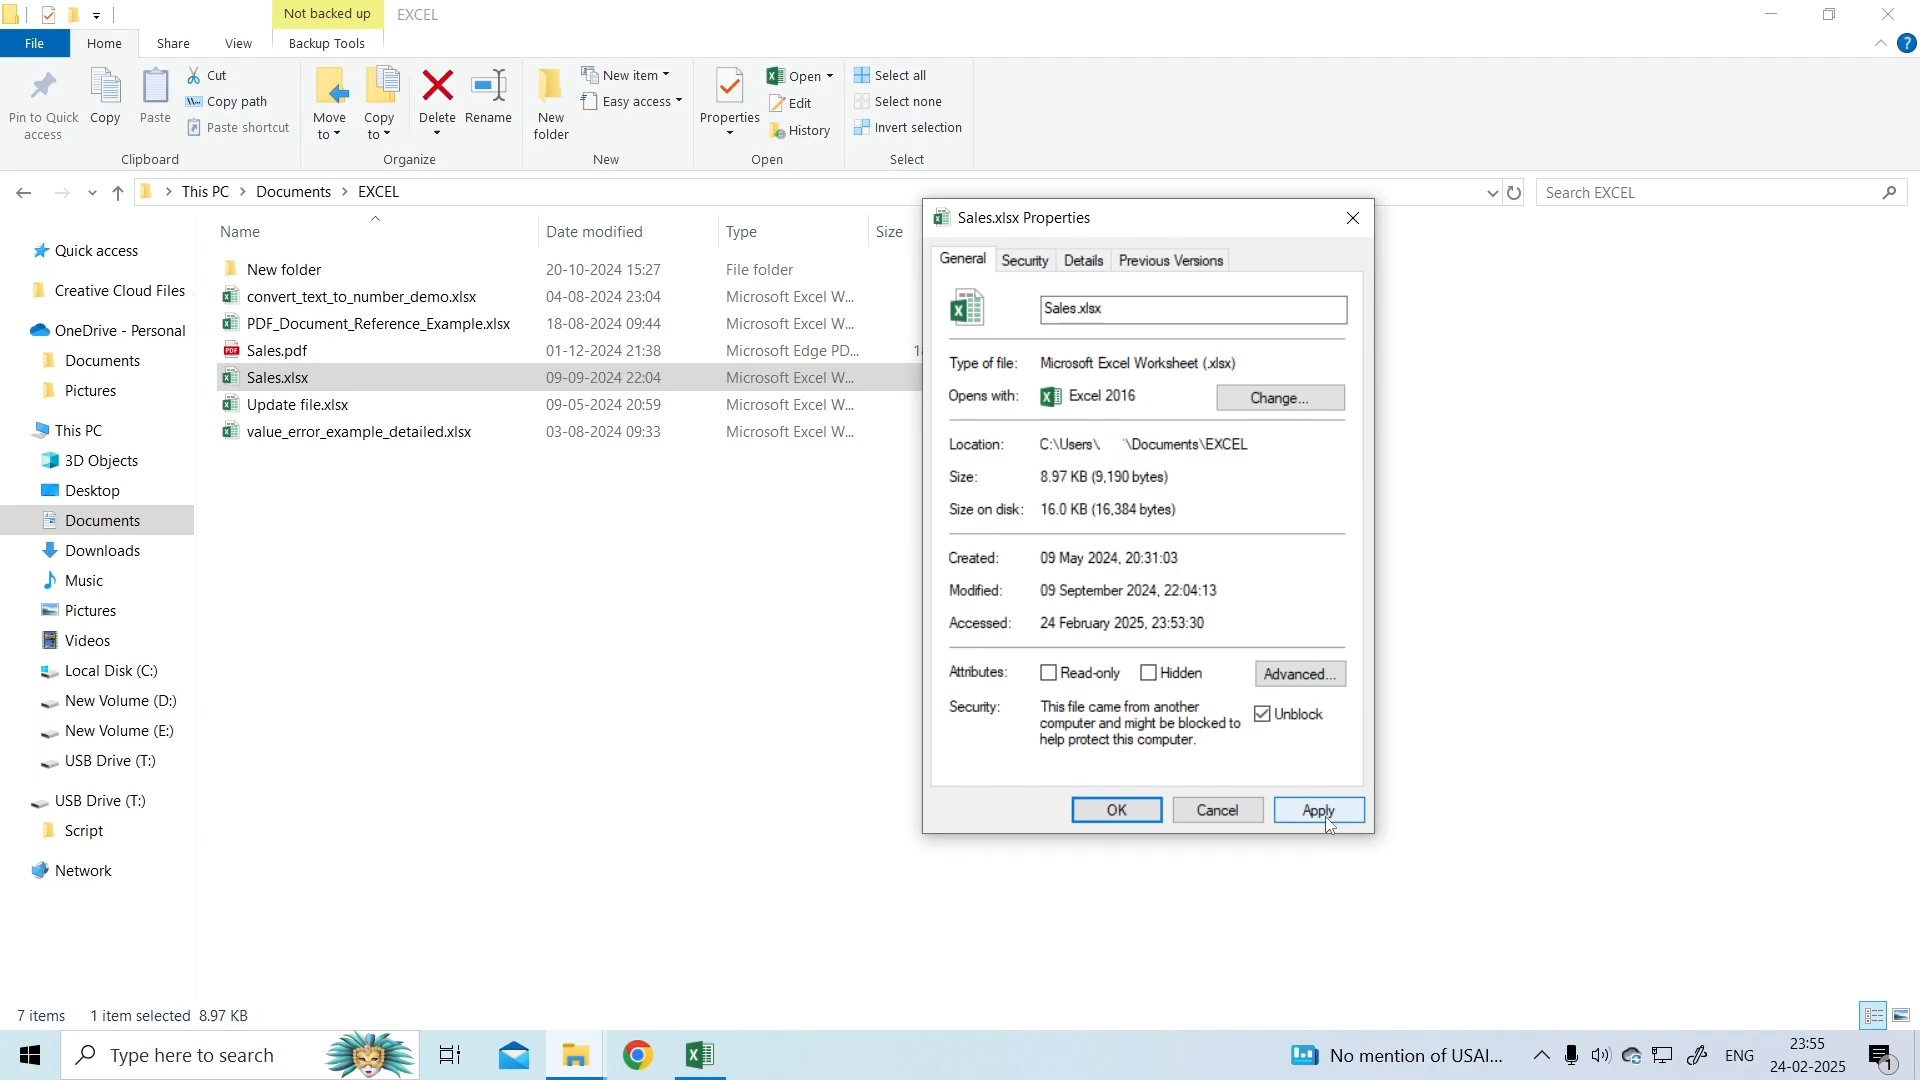 Not backed up
EXCEL
File
Home
Share
View
Backup Tools
Pin to Quick access
Copy
Paste
Cut
Copy path
Paste shortcut
Clipboard
Move to
Copy to
Delete
Rename
Organize
New folder
New item
Easy access
New
Properties
Open
Edit
History
Open
Select all
Select none
Invert selection
Select
This PC > Documents > EXCEL
Search EXCEL
Quick access
Creative Cloud Files
OneDrive - Personal
Documents
Pictures
This PC
3D Objects
Desktop
Documents
Downloads
Music
Pictures
Videos
Local Disk (C:)
New Volume (D:)
New Volume (E:)
USB Drive (T:)
USB Drive (T:)
Script
Network
Name Date modified Type Size
New folder 20-10-2024 15:27 File folder
convert_text_to_number_demo.xlsx 04-08-2024 23:04 Microsoft Excel W...
PDF_Document_Reference_Example.xlsx 18-08-2024 09:44 Microsoft Excel W...
Sales.pdf 01-12-2024 21:38 Microsoft Edge PD...
Sales.xlsx 09-09-2024 22:04 Microsoft Excel W...
Update file.xlsx 09-05-2024 20:59 Microsoft Excel W...
value_error_example_detailed.xlsx 03-08-2024 09:33 Microsoft Excel W...
Sales.xlsx Properties
General Security Details Previous Versions
Sales.xlsx
Type of file: Microsoft Excel Worksheet (.xlsx)
Opens with: Excel 2016 Change...
Location: C:\Users\ \Documents\EXCEL
Size: 8.97 KB (9,190 bytes)
Size on disk: 16.0 KB (16,384 bytes)
Created: 09 May 2024, 20:31:03
Modified: 09 September 2024, 22:04:13
Accessed: 24 February 2025, 23:53:30
Attributes: Read-only Hidden Advanced...
Security: This file came from another
computer and might be blocked to
help protect this computer.
Unblock
OK Cancel Apply
7 items 1 item selected 8.97 KB
Type here to search
No mention of USAI...
ENG
23:55
24-02-2025
1